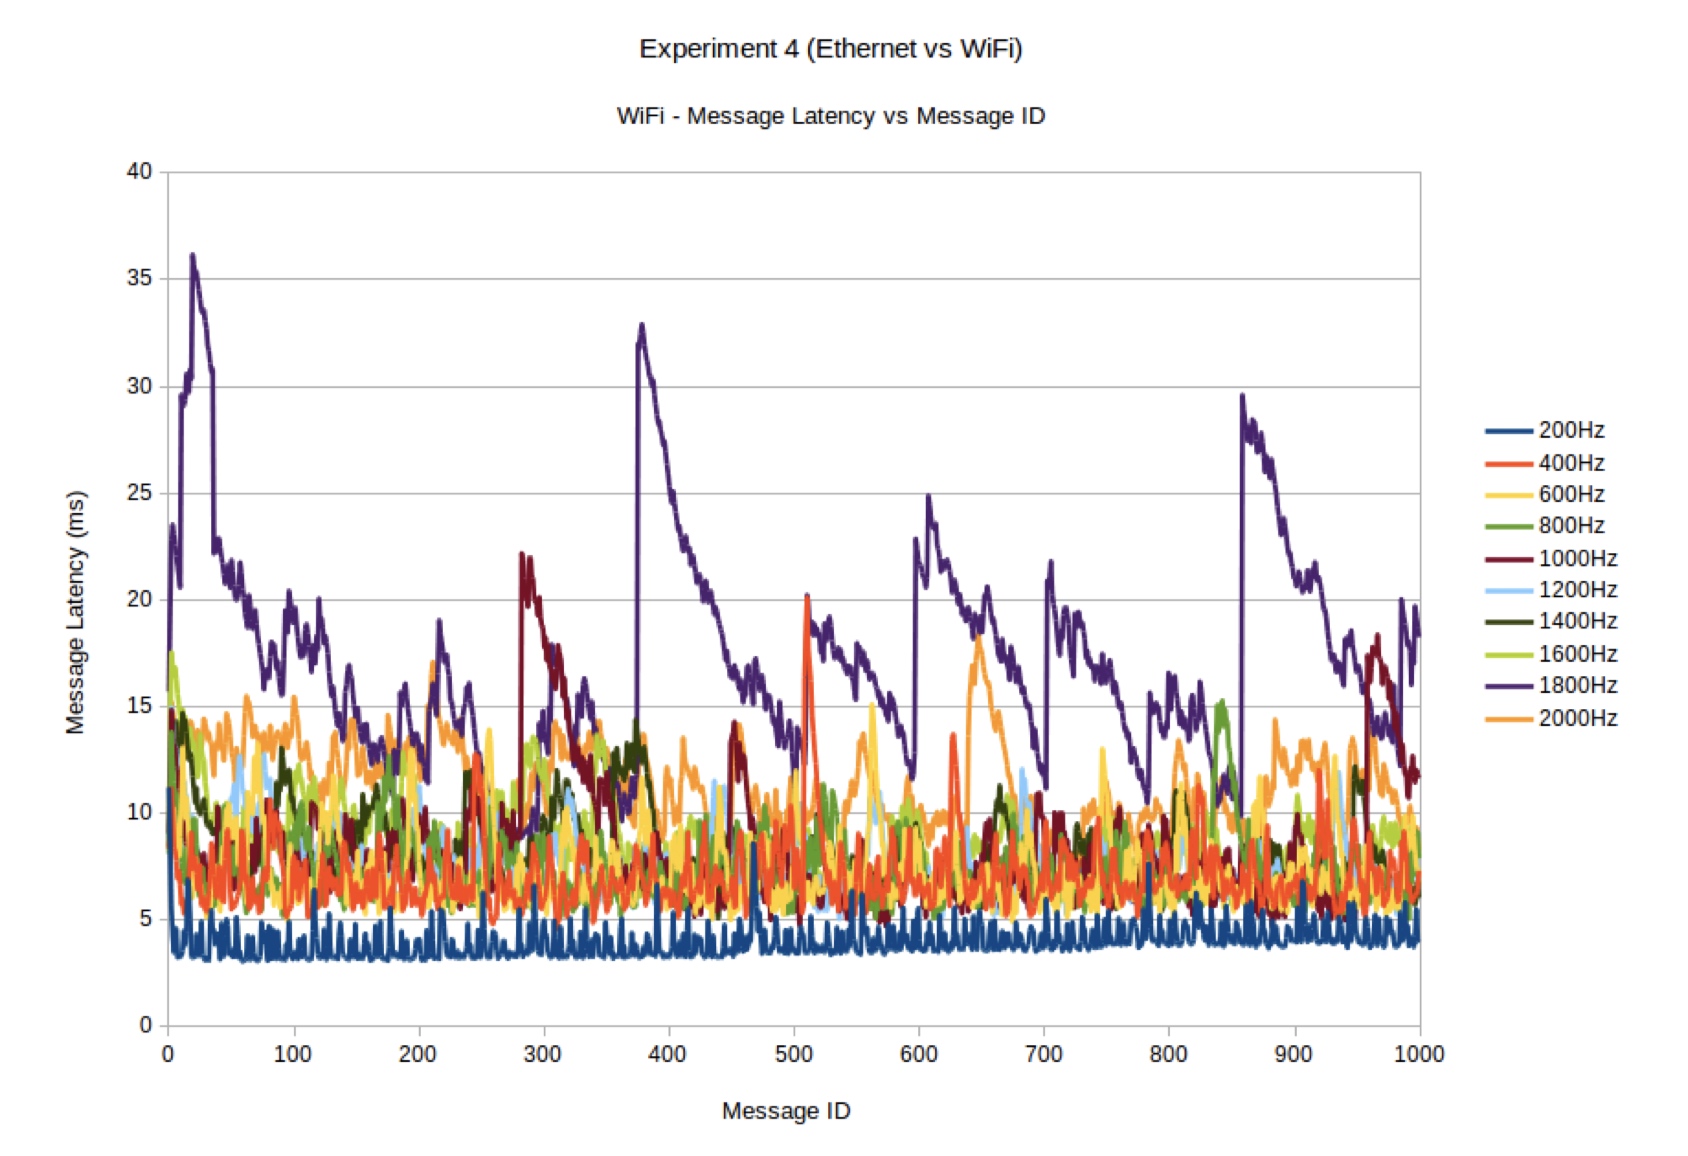 Experiment 4 (Ethernet vs WiFi)
WiFi - Message Latency vs Message ID
Message Latency (ms)
40
35
30
25
20
15
10
5
0
0 100 200 300 400 500 600 700 800 900 1000
Message ID
200Hz
400Hz
600Hz
800Hz
1000Hz
1200Hz
1400Hz
1600Hz
1800Hz
2000Hz